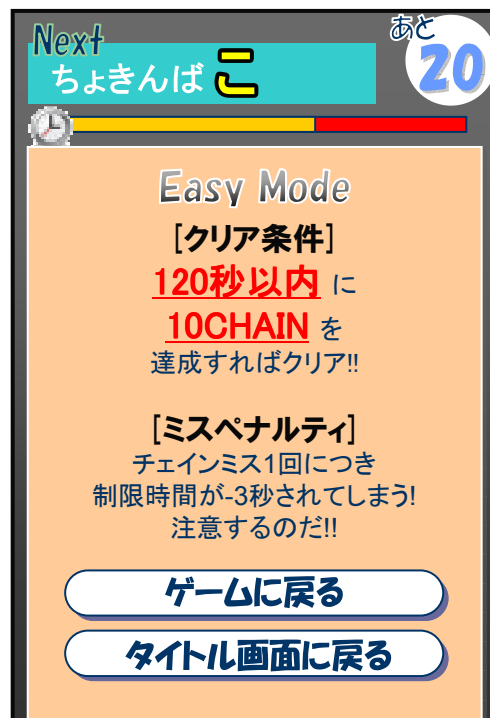 Next
あと
ちょきんばこ
20
Easy Mode
[クリア条件]
120秒以内 に
10CHAIN を
達成すればクリア!!
[ミスペナルティ]
チェインミス1回につき
制限時間が-3秒されてしまう!
注意するのだ!!
ゲームに戻る
タイトル画面に戻る